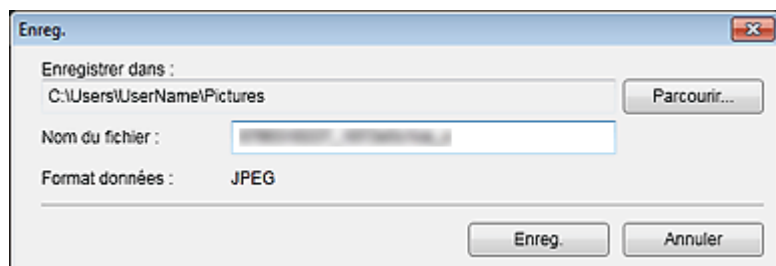 Enreg.
Enregistrer dans :
C:\Users\UserName\Pictures Parcourir...
Nom du fichier :
Format données : JPEG
Enreg. Annuler